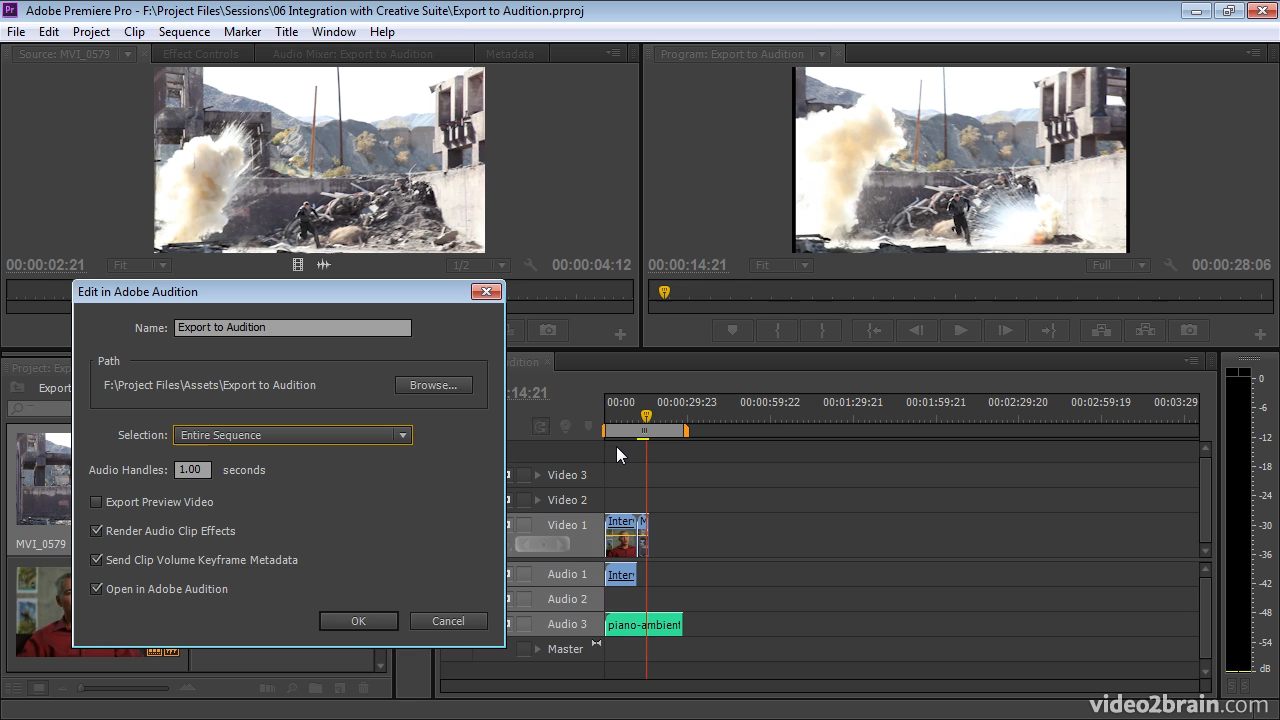 Pr Adobe Premiere Pro - F:\Project Files\Sessions\06 Integration with Creative Suite\Export to Audition.prproj
File Edit Project Clip Sequence Marker Title Window Help
Source: MVI_0579 Effect Controls Audio Mixer: Export to Audition Metadata Program: Export to Audition
00:00:02:21 Fit 1/2 00:00:04:12 00:00:14:21 Fit Full 00:00:28:06
Edit in Adobe Audition
Name: Export to Audition
Path
F:\Project Files\Assets\Export to Audition Browse...
Selection: Entire Sequence
Audio Handles: 1.00 seconds
Export Preview Video
Render Audio Clip Effects
Send Clip Volume Keyframe Metadata
Open in Adobe Audition
OK Cancel
Project: Exp
Export
MVI_0579
dition
:14:21
00:00 00:00:29:23 00:00:59:22 00:01:29:21 00:01:59:21 00:02:29:20 00:02:59:19 00:03:29
Video 3
Video 2
Video 1 Interv M
Audio 1 Interv
Audio 2
Audio 3 piano-ambient
Master
0
-6
-12
-18
-24
-30
-36
-42
-48
-54
dB
video2brain.com